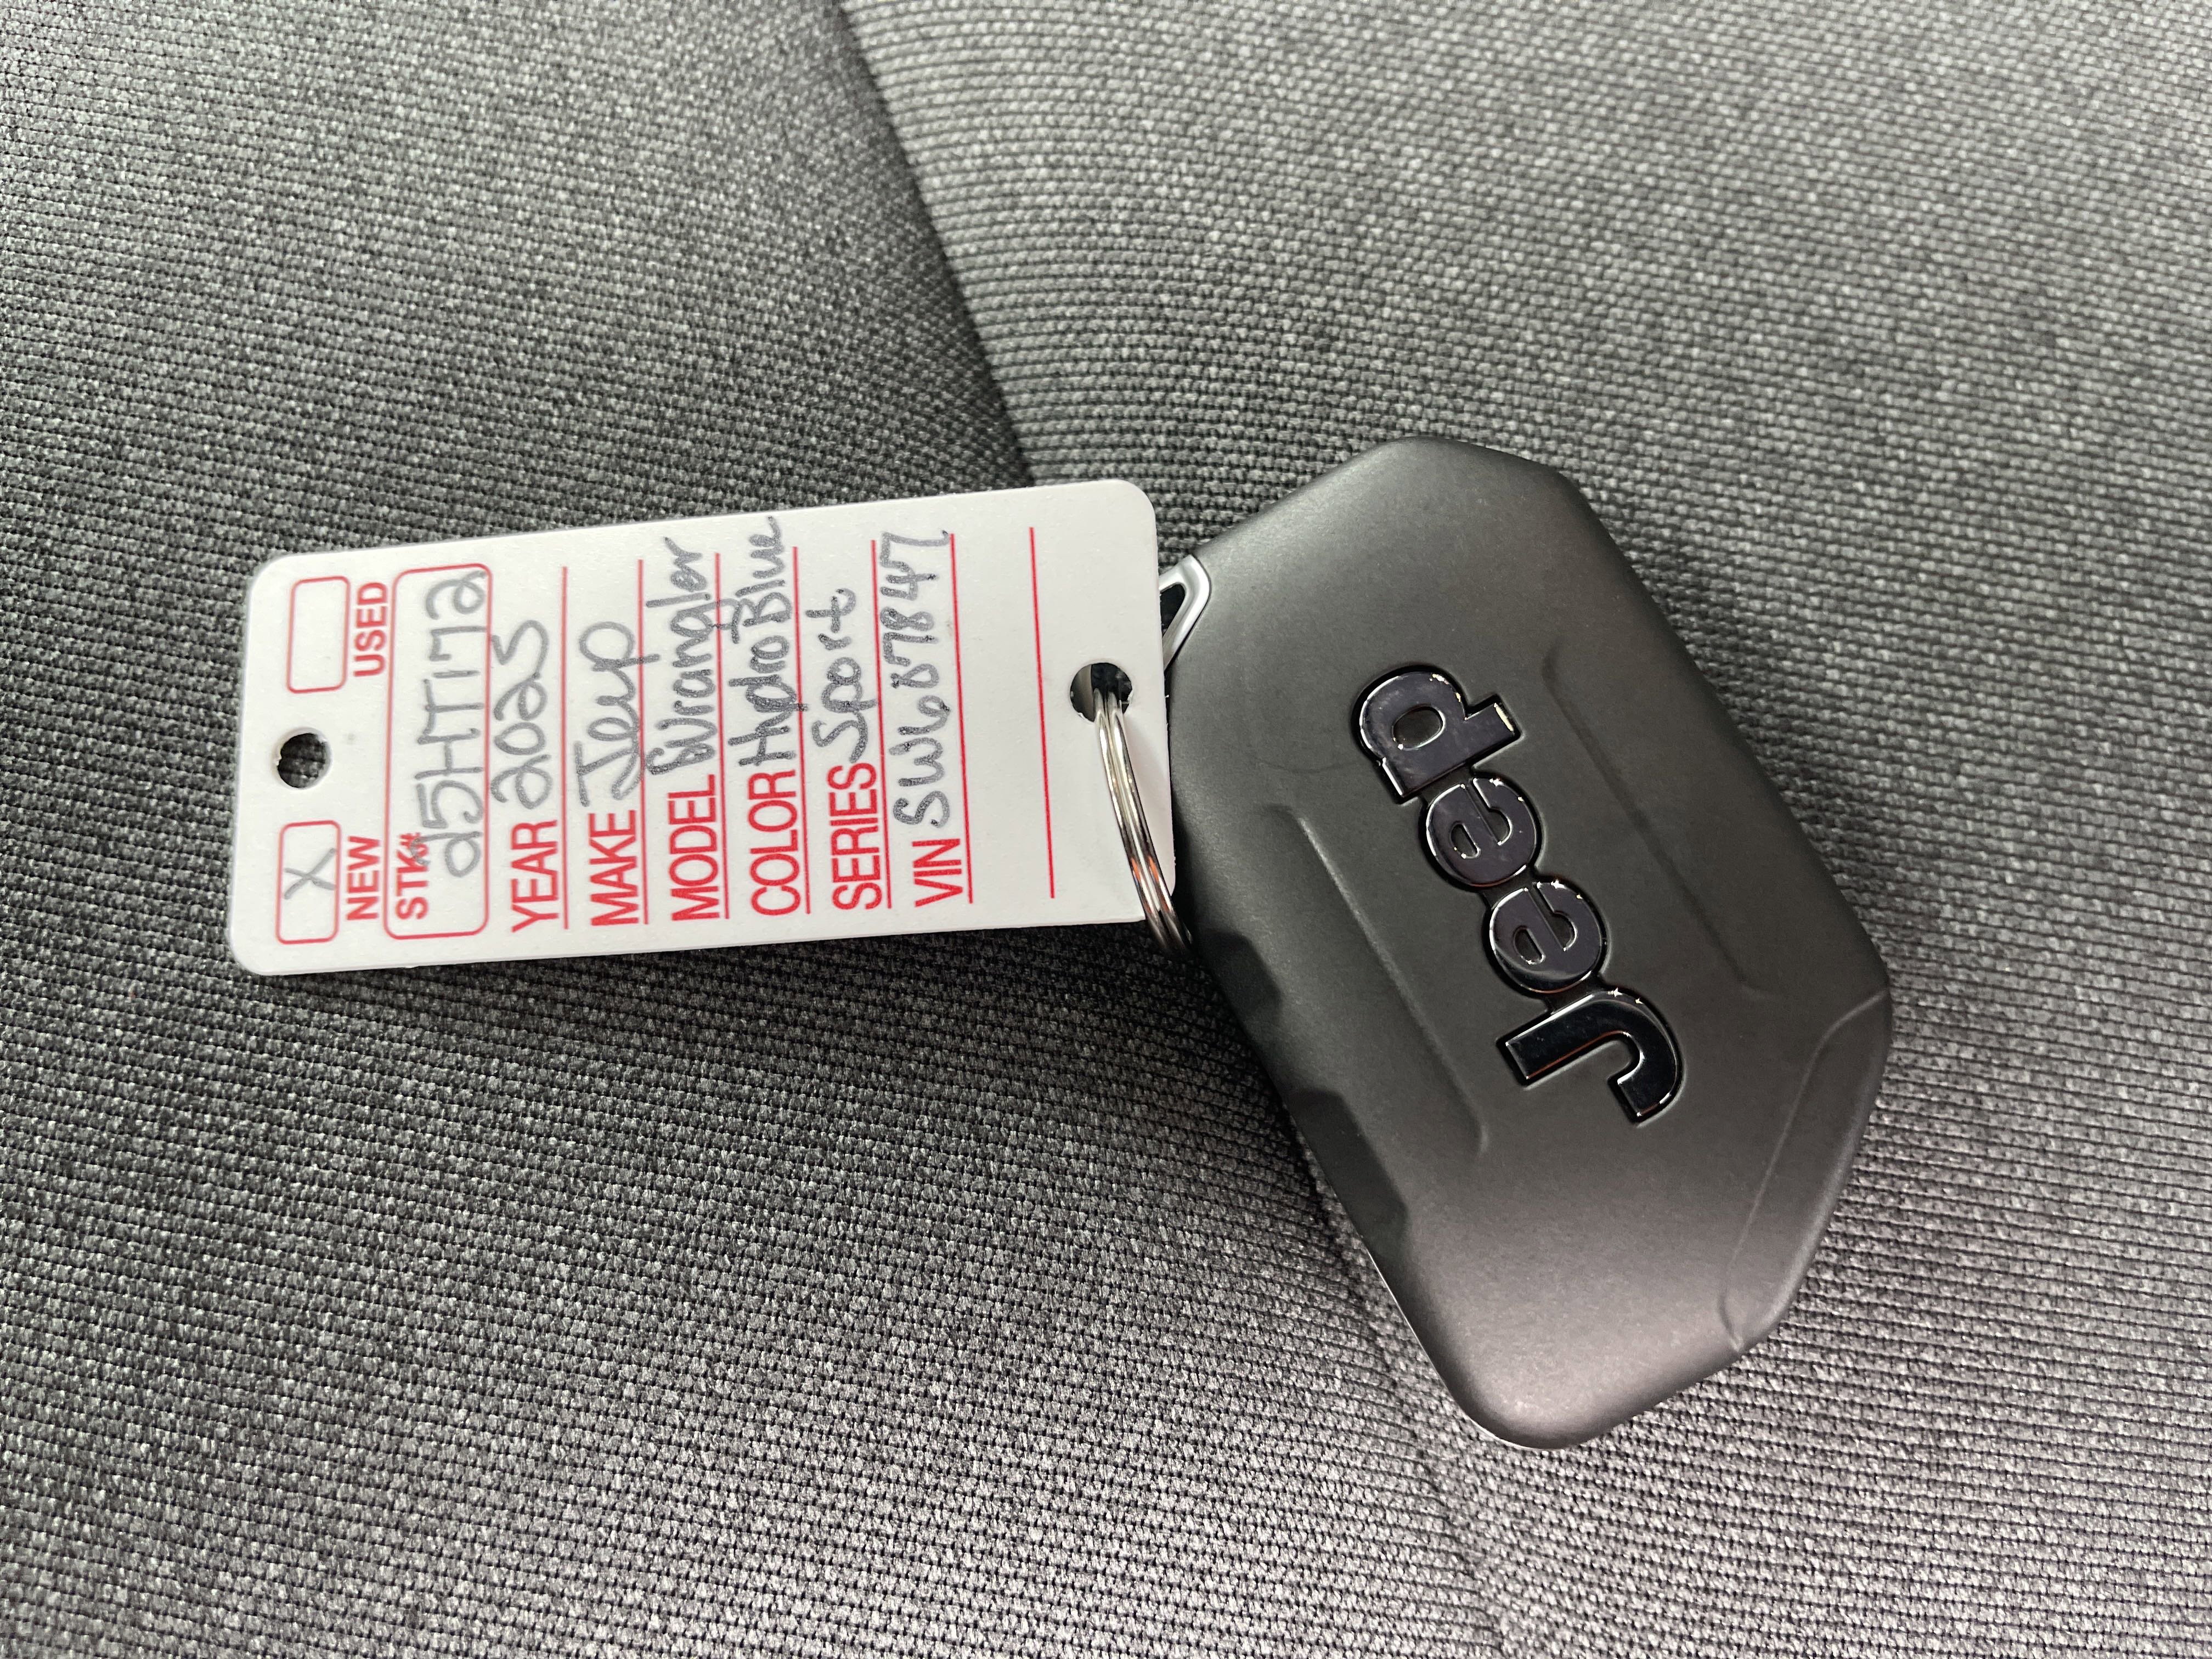 X
NEW USED
STK# 25HT172
YEAR 2025
MAKE Jeep
MODEL Wrangler
COLOR Hydro Blue
SERIES Sport
VIN SW687847
Jeep